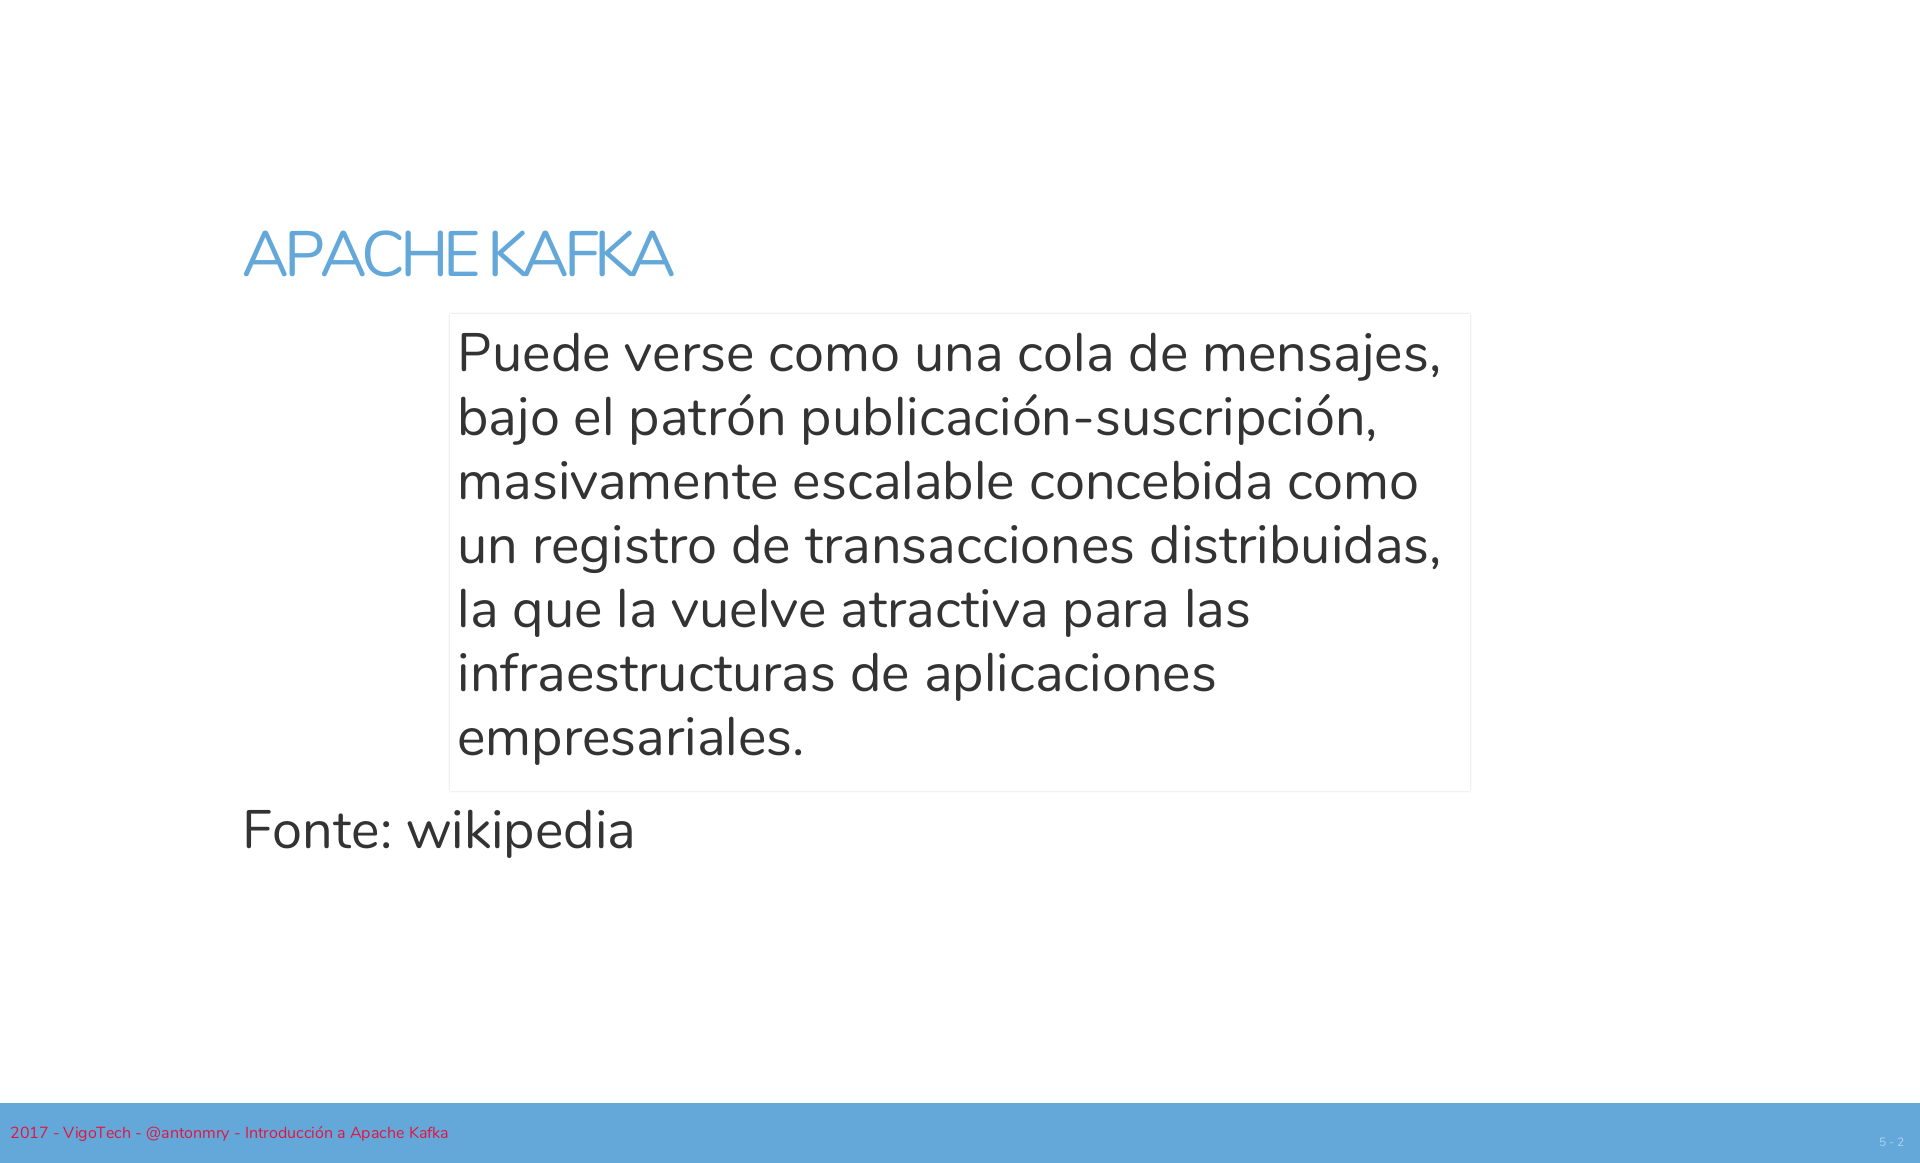 APACHE KAFKA
Puede verse como una cola de mensajes,
bajo el patrón publicación-suscripción,
masivamente escalable concebida como
un registro de transacciones distribuidas,
la que la vuelve atractiva para las
infraestructuras de aplicaciones
empresariales.
Fonte: wikipedia
2017 - VigoTech - @antonmry - Introducción a Apache Kafka
5 - 2